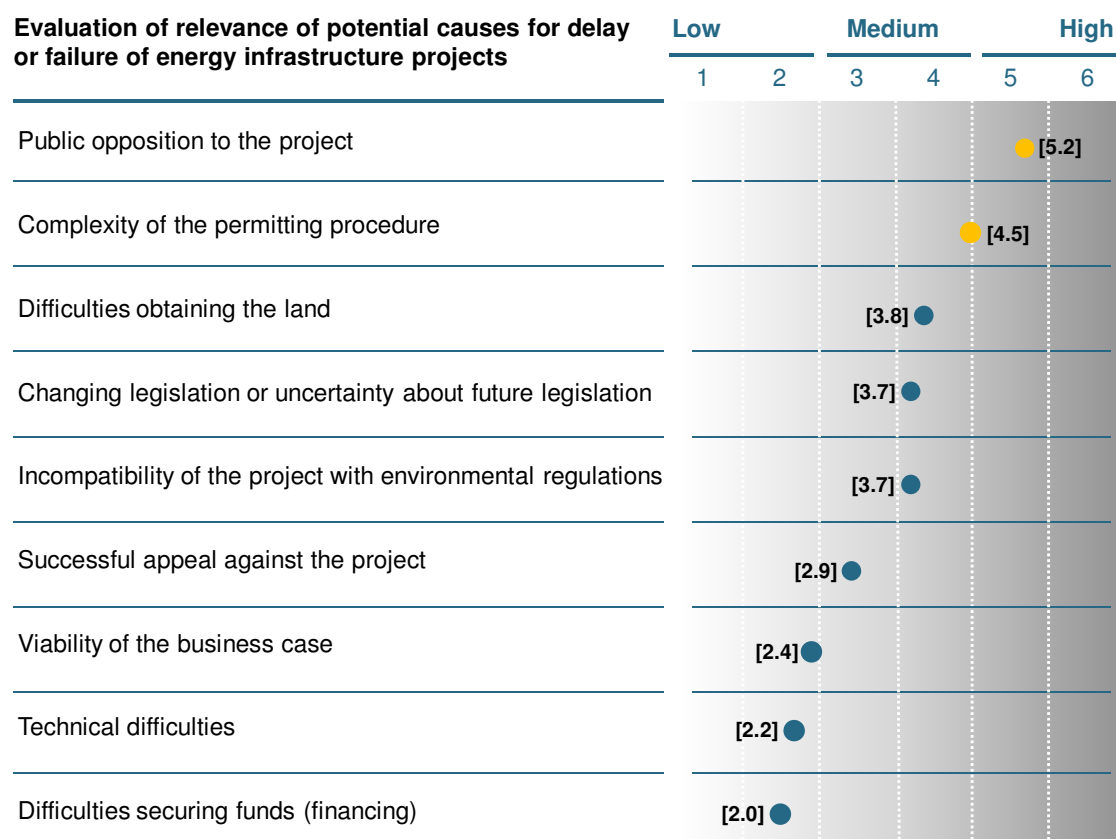 Evaluation of relevance of potential causes for delay
or failure of energy infrastructure projects
Low Medium High
1 2 3 4 5 6
Public opposition to the project [5.2]
Complexity of the permitting procedure [4.5]
Difficulties obtaining the land [3.8]
Changing legislation or uncertainty about future legislation [3.7]
Incompatibility of the project with environmental regulations [3.7]
Successful appeal against the project [2.9]
Viability of the business case [2.4]
Technical difficulties [2.2]
Difficulties securing funds (financing) [2.0]